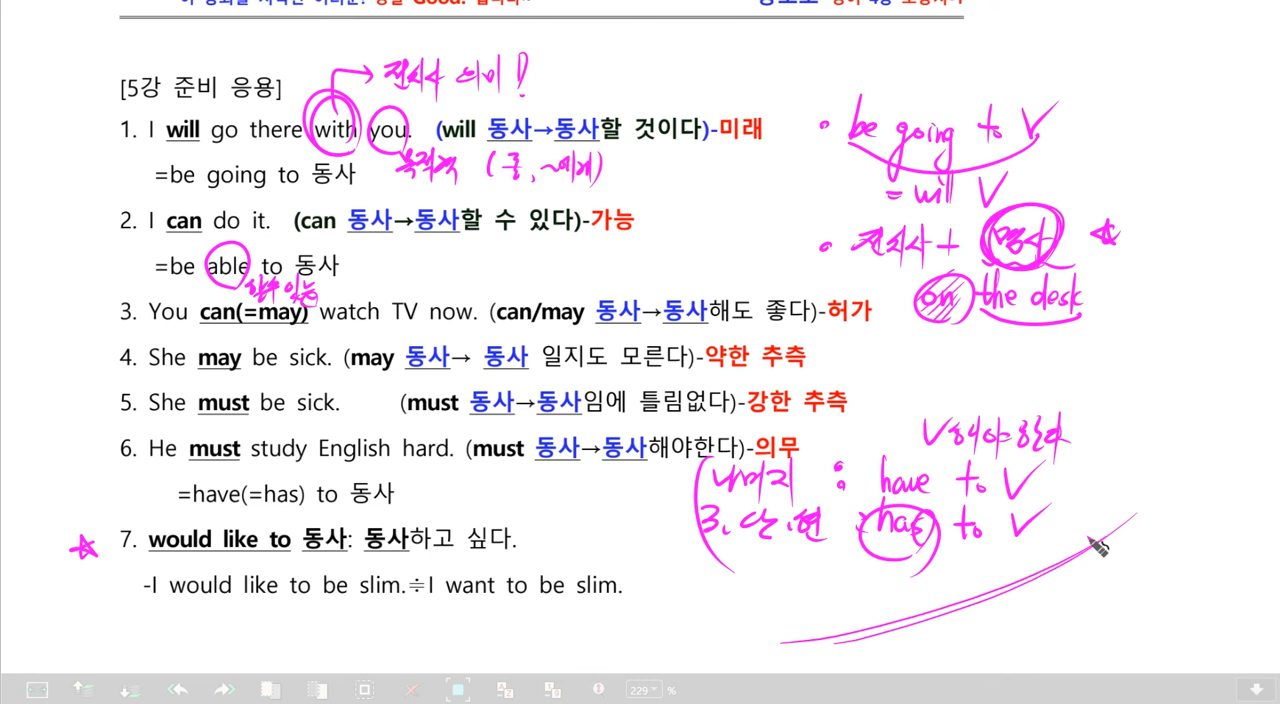 Good.
[5강 준비 응용]
전치사 의미!
1. I will go there with you. (will 동사→동사할 것이다)-미래
목적격 (를, ~에게)
=be going to 동사
2. I can do it. (can 동사→동사할 수 있다)-가능
=be able to 동사
할 수 있는
3. You can(=may) watch TV now. (can/may 동사→동사해도 좋다)-허가
4. She may be sick. (may 동사→ 동사 일지도 모른다)-약한 추측
5. She must be sick. (must 동사→동사임에 틀림없다)-강한 추측
6. He must study English hard. (must 동사→동사해야한다)-의무
=have(=has) to 동사
7. would like to 동사: 동사하고 싶다.
-I would like to be slim.≑I want to be slim.
• be going to V
= will V
• 전치사 + 명사
on the desk
V해야한다
나머지 : have to V
3. 단.현 : has to V
229 %